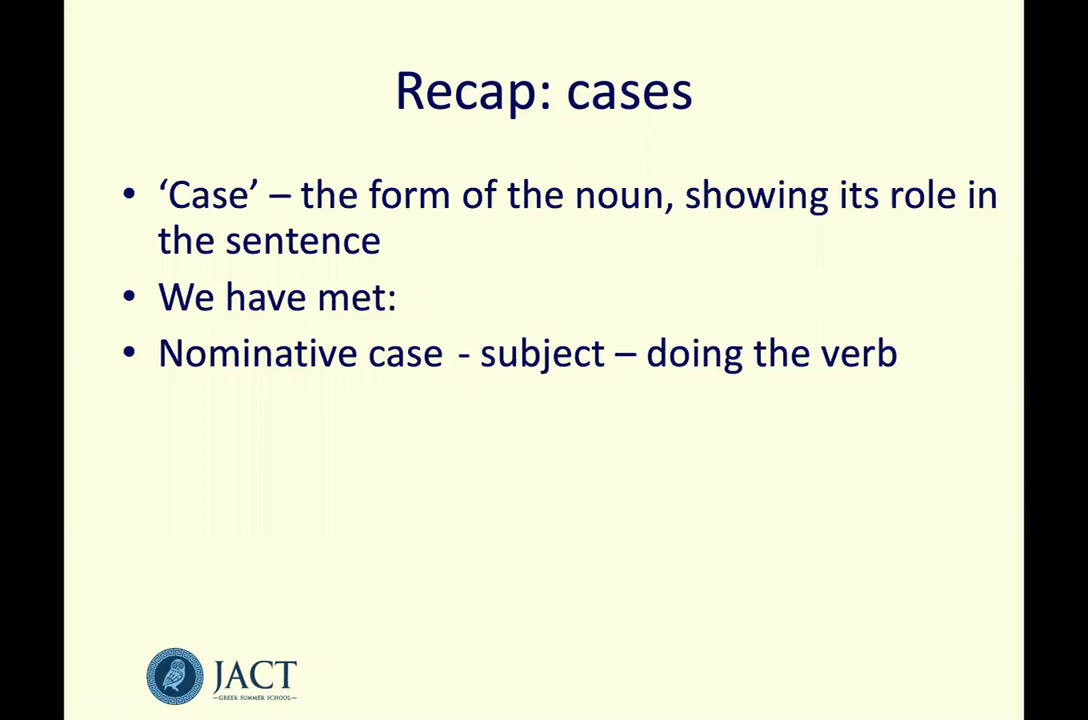 Recap: cases
• ‘Case’ – the form of the noun, showing its role in
the sentence
• We have met:
• Nominative case - subject – doing the verb
JACT
—GREEK SUMMER SCHOOL—